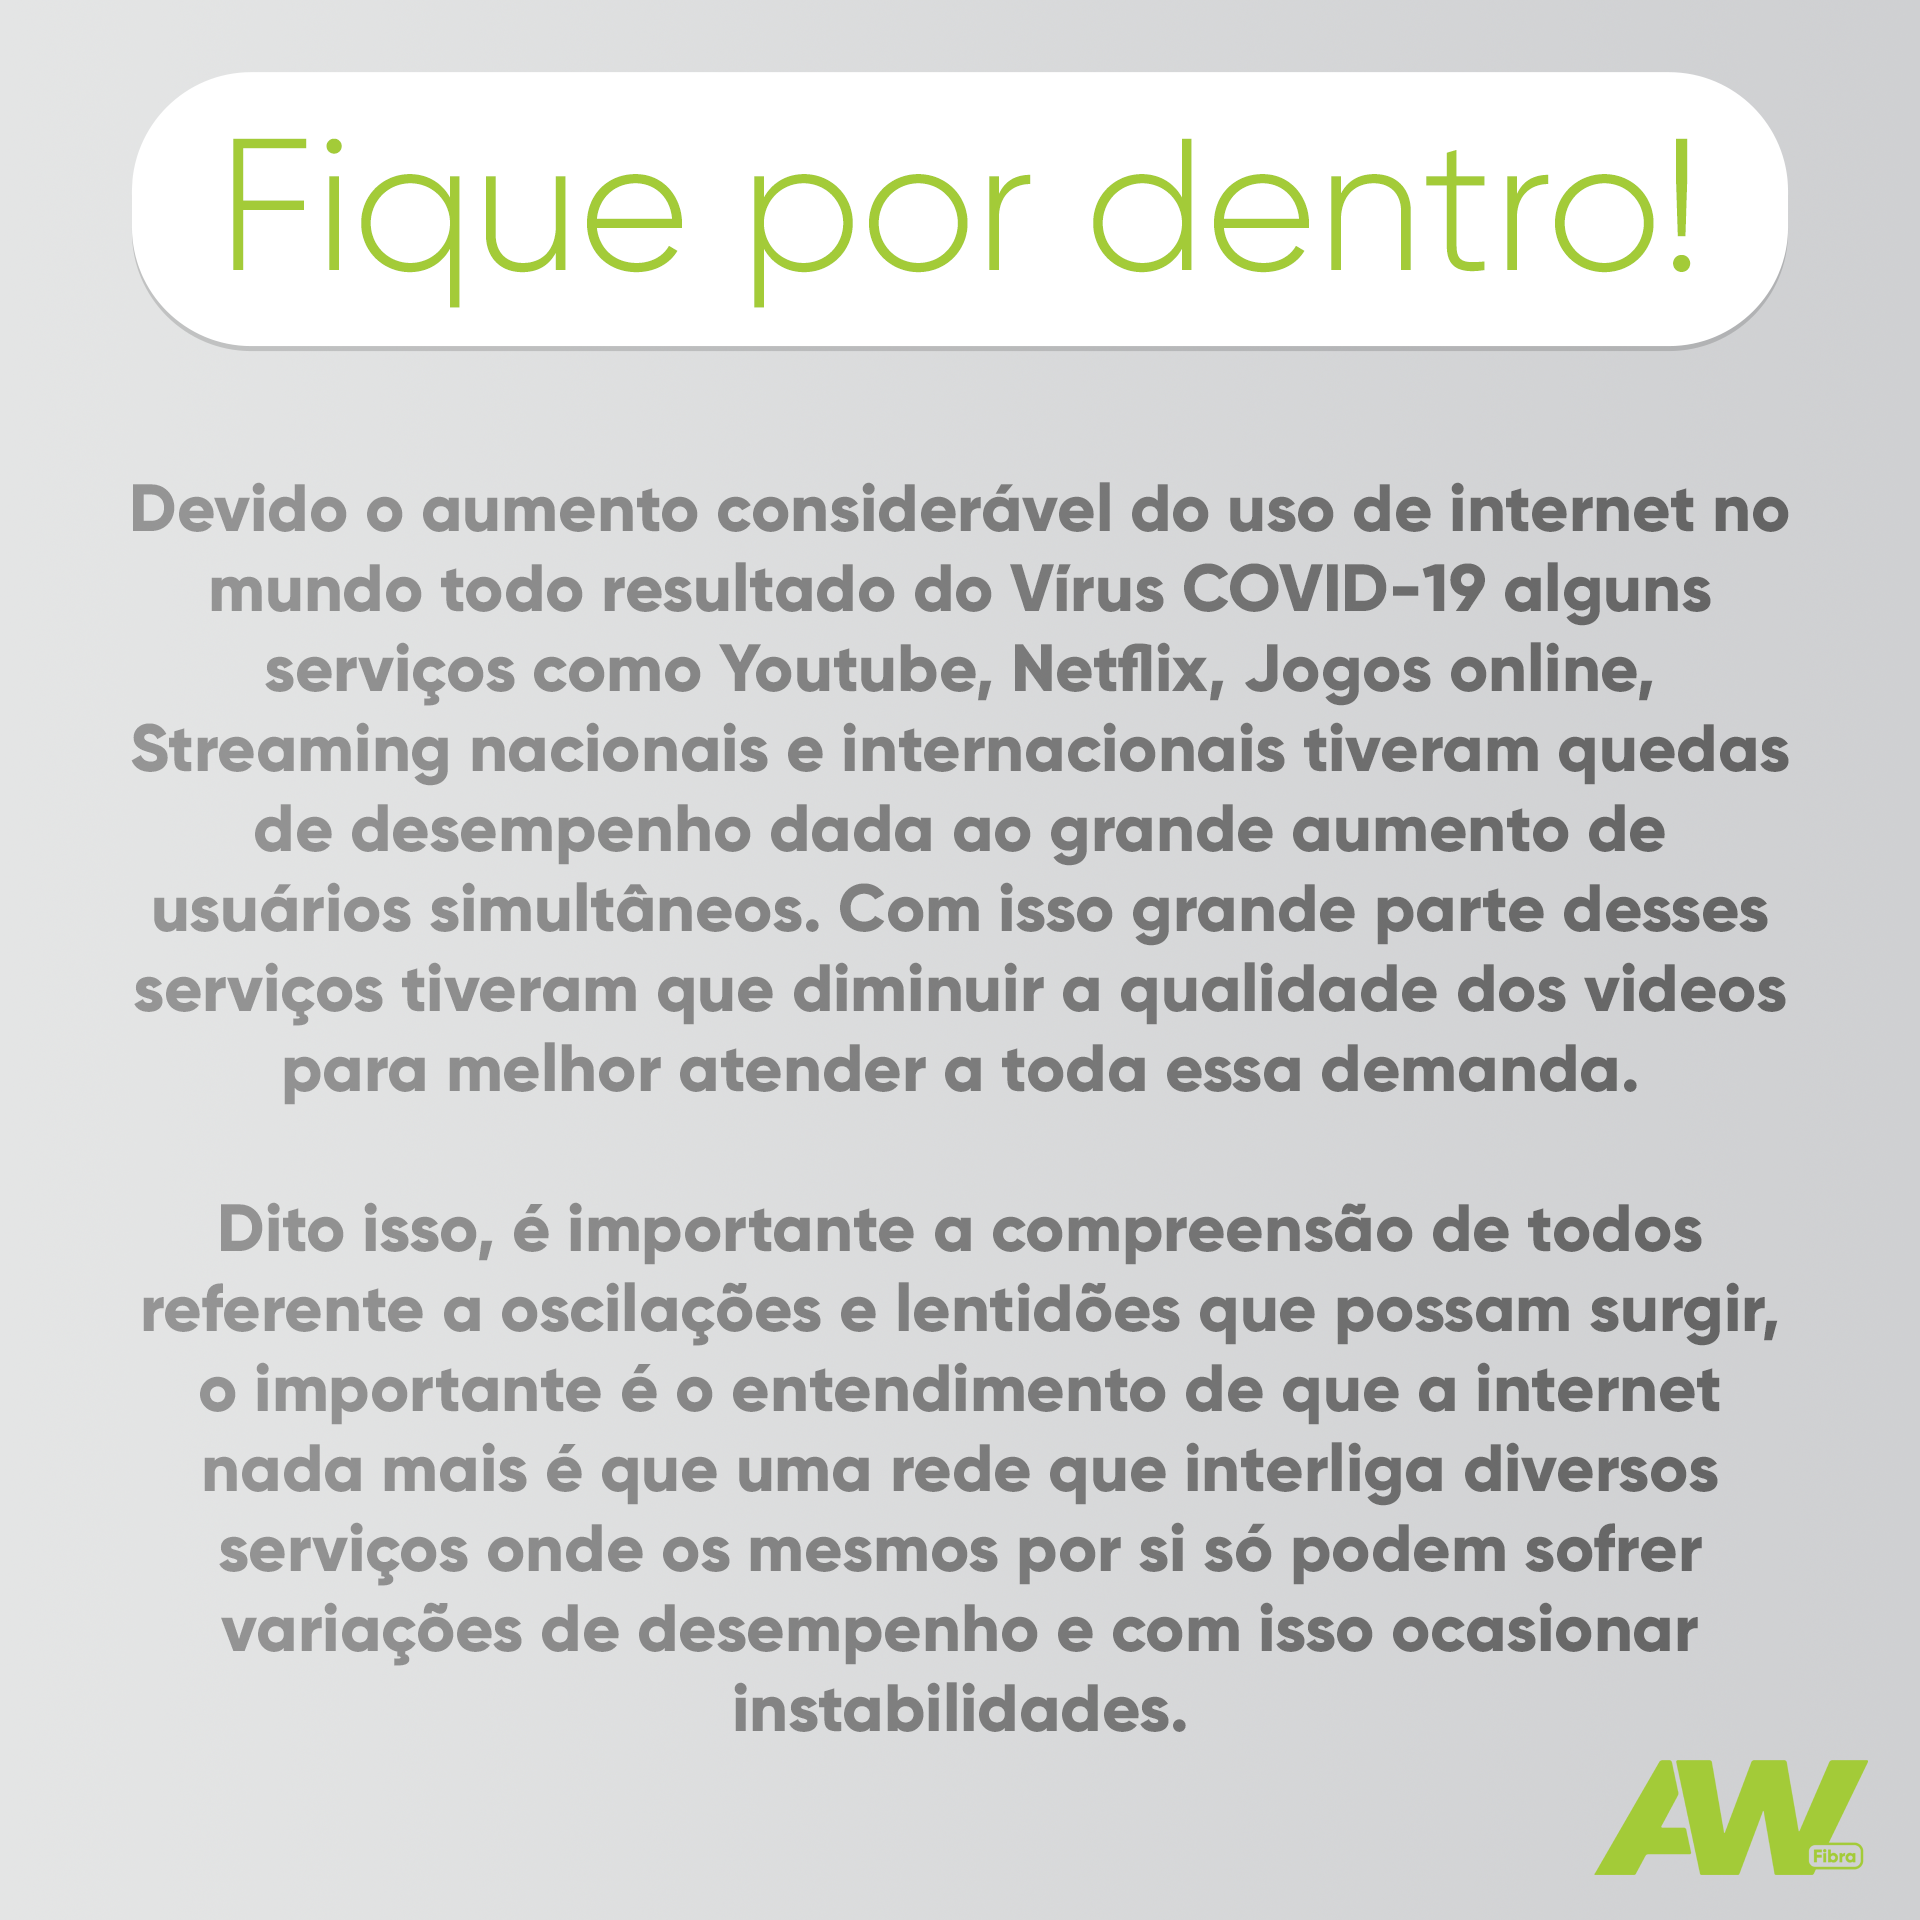 Fique por dentro!
Devido o aumento considerável do uso de internet no
mundo todo resultado do Vírus COVID-19 alguns
serviços como Youtube, Netflix, Jogos online,
Streaming nacionais e internacionais tiveram quedas
de desempenho dada ao grande aumento de
usuários simultâneos. Com isso grande parte desses
serviços tiveram que diminuir a qualidade dos videos
para melhor atender a toda essa demanda.
Dito isso, é importante a compreensão de todos
referente a oscilações e lentidões que possam surgir,
o importante é o entendimento de que a internet
nada mais é que uma rede que interliga diversos
serviços onde os mesmos por si só podem sofrer
variações de desempenho e com isso ocasionar
instabilidades.
AW
Fibra